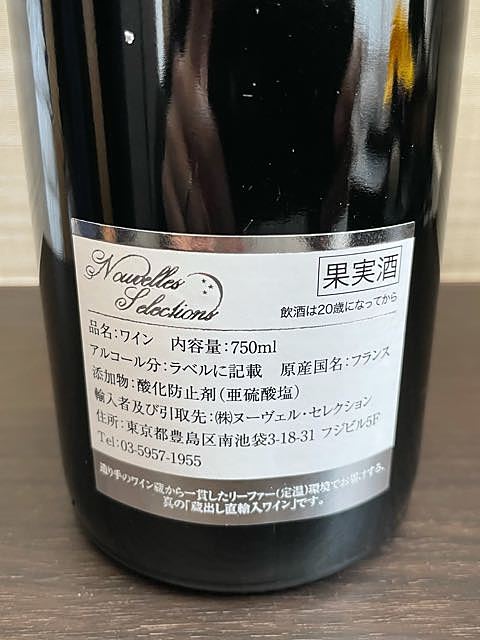 Nouvelles
Selections
果実酒
飲酒は20歳になってから
品名:ワイン 内容量:750ml
アルコール分:ラベルに記載 原産国名:フランス
添加物:酸化防止剤(亜硫酸塩)
輸入者及び引取先:㈱ヌーヴェル・セレクション
住所:東京都豊島区南池袋3-18-31 フジビル5F
Tel:03-5957-1955
造り手のワイン蔵から一貫したリーファー(定温)環境でお届けする、
真の「蔵出し直輸入ワイン」です。